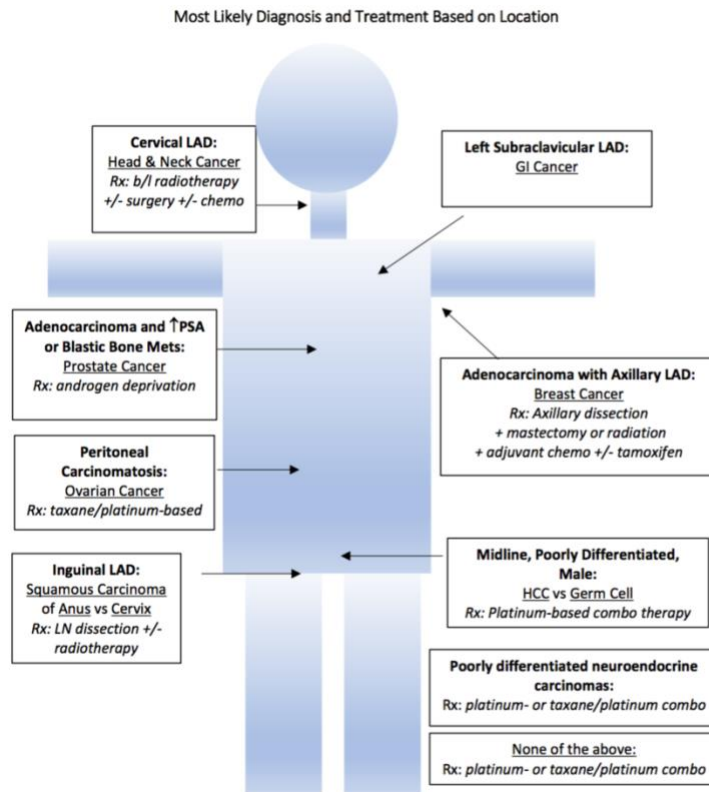 Most Likely Diagnosis and Treatment Based on Location
Cervical LAD:
Head & Neck Cancer
Rx: b/l radiotherapy
+/- surgery +/- chemo
Left Subraclavicular LAD:
GI Cancer
Adenocarcinoma and ↑PSA
or Blastic Bone Mets:
Prostate Cancer
Rx: androgen deprivation
Adenocarcinoma with Axillary LAD:
Breast Cancer
Rx: Axillary dissection
+ mastectomy or radiation
+ adjuvant chemo +/- tamoxifen
Peritoneal
Carcinomatosis:
Ovarian Cancer
Rx: taxane/platinum-based
Inguinal LAD:
Squamous Carcinoma
of Anus vs Cervix
Rx: LN dissection +/-
radiotherapy
Midline, Poorly Differentiated,
Male:
HCC vs Germ Cell
Rx: Platinum-based combo therapy
Poorly differentiated neuroendocrine
carcinomas:
Rx: platinum- or taxane/platinum combo
None of the above:
Rx: platinum- or taxane/platinum combo